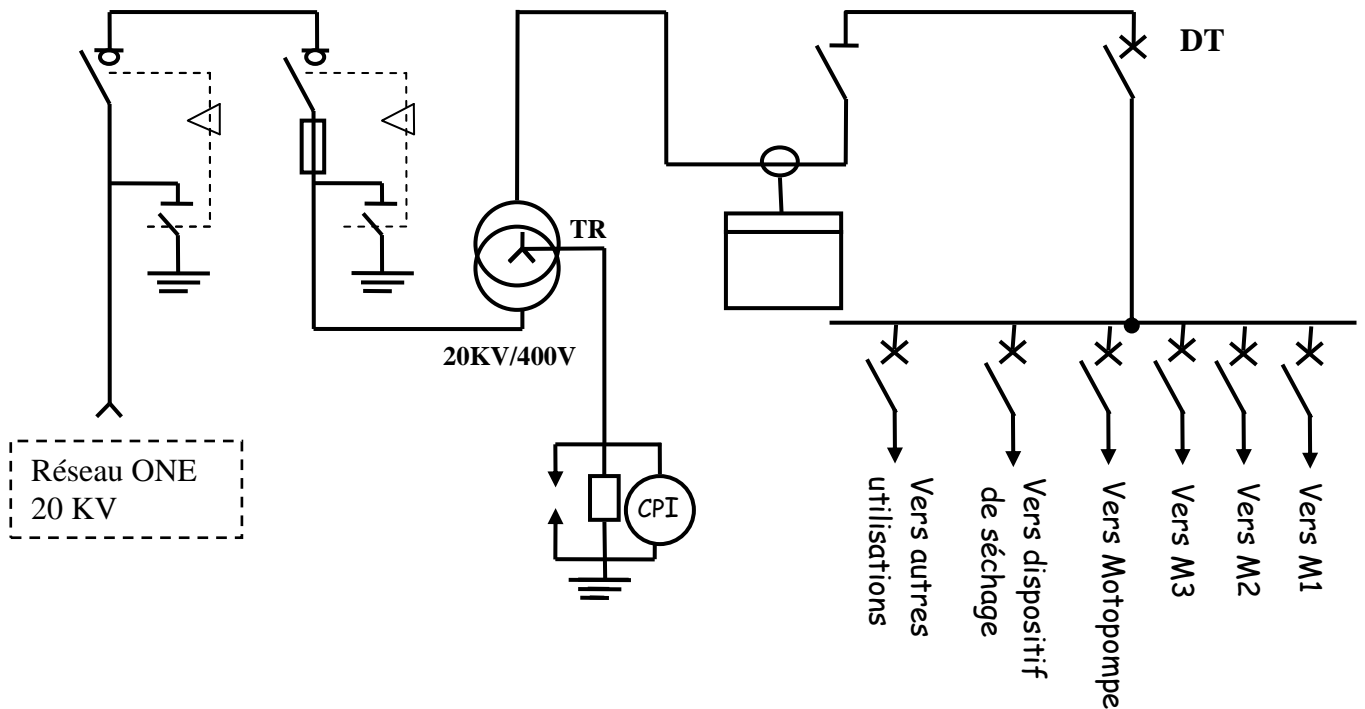 DT
TR
20KV/400V
Réseau ONE
20 KV
CPI
Vers autres
utilisations
Vers dispositif
de séchage
Vers Motopompe
Vers M3
Vers M2
Vers M1